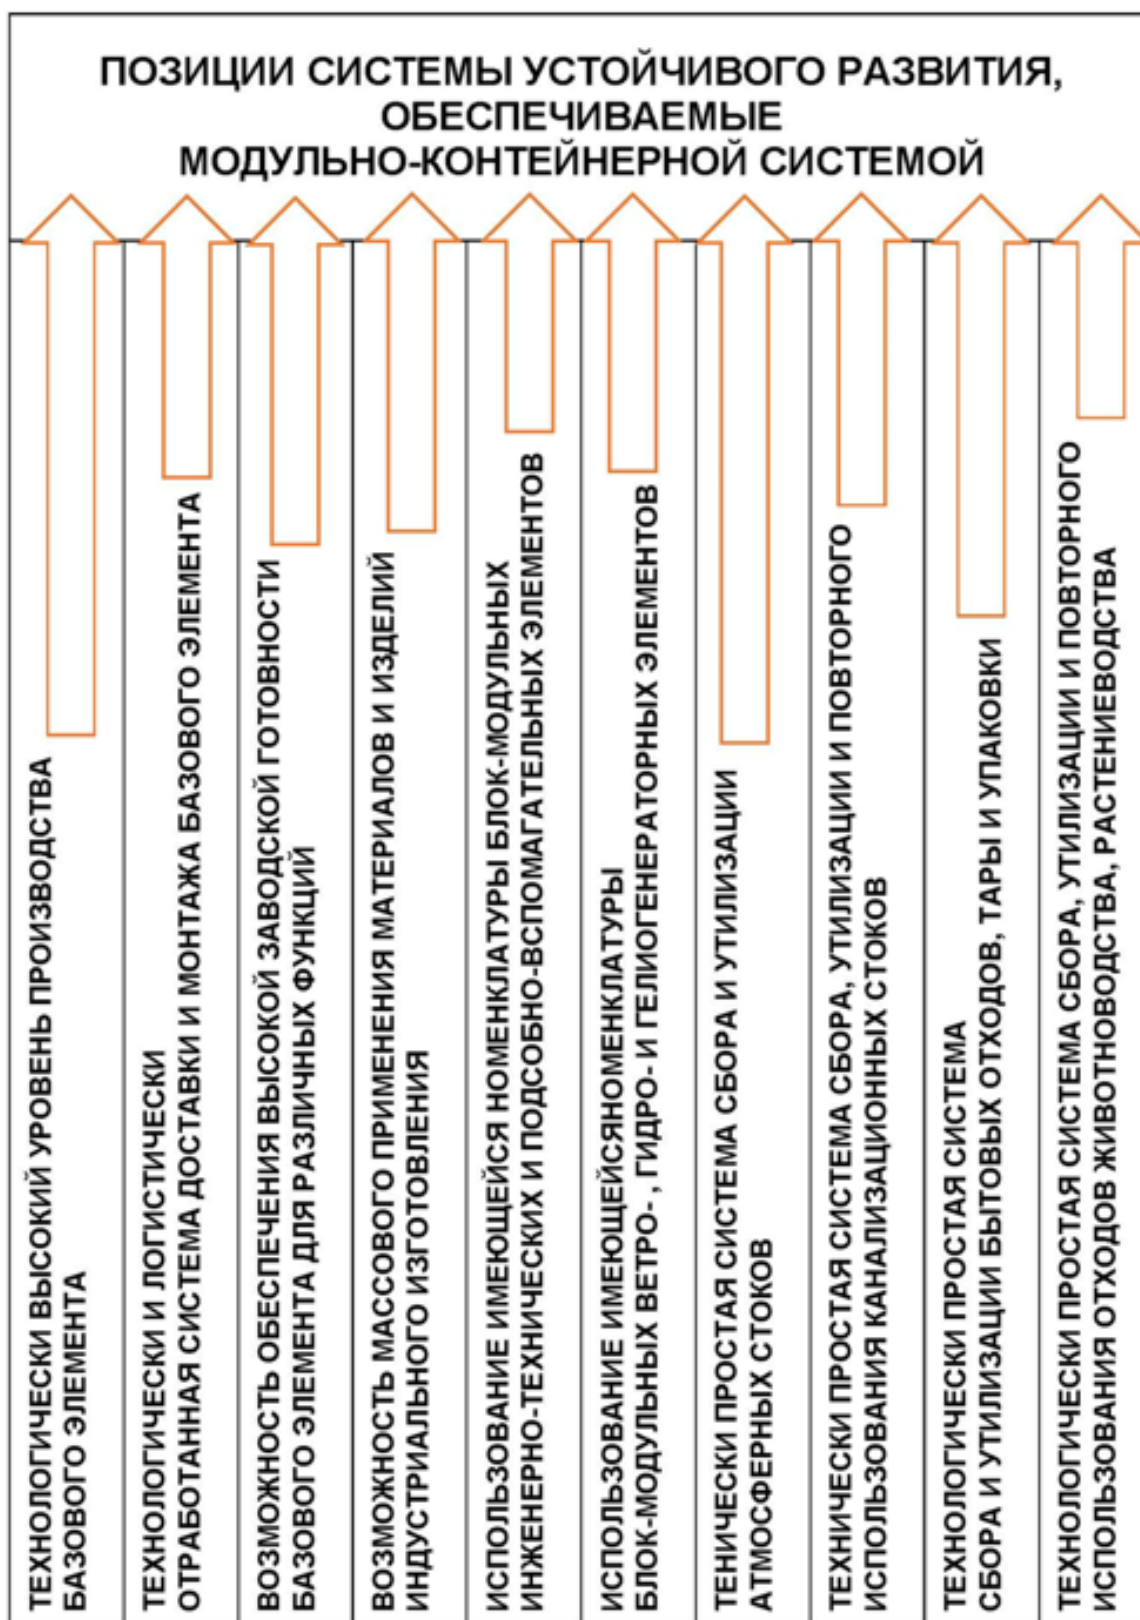 ПОЗИЦИИ СИСТЕМЫ УСТОЙЧИВОГО РАЗВИТИЯ,
ОБЕСПЕЧИВАЕМЫЕ
МОДУЛЬНО-КОНТЕЙНЕРНОЙ СИСТЕМОЙ
ТЕХНОЛОГИЧЕСКИ ВЫСОКИЙ УРОВЕНЬ ПРОИЗВОДСТВА
БАЗОВОГО ЭЛЕМЕНТА
ТЕХНОЛОГИЧЕСКИ И ЛОГИСТИЧЕСКИ
ОТРАБОТАННАЯ СИСТЕМА ДОСТАВКИ И МОНТАЖА БАЗОВОГО ЭЛЕМЕНТА
ВОЗМОЖНОСТЬ ОБЕСПЕЧЕНИЯ ВЫСОКОЙ ЗАВОДСКОЙ ГОТОВНОСТИ
БАЗОВОГО ЭЛЕМЕНТА ДЛЯ РАЗЛИЧНЫХ ФУНКЦИЙ
ВОЗМОЖНОСТЬ МАССОВОГО ПРИМЕНЕНИЯ МАТЕРИАЛОВ И ИЗДЕЛИЙ
ИНДУСТРИАЛЬНОГО ИЗГОТОВЛЕНИЯ
ИСПОЛЬЗОВАНИЕ ИМЕЮЩЕЙСЯ НОМЕНКЛАТУРЫ БЛОК-МОДУЛЬНЫХ
ИНЖЕНЕРНО-ТЕХНИЧЕСКИХ И ПОДСОБНО-ВСПОМАГАТЕЛЬНЫХ ЭЛЕМЕНТОВ
ИСПОЛЬЗОВАНИЕ ИМЕЮЩЕЙСЯНОМЕНКЛАТУРЫ
БЛОК-МОДУЛЬНЫХ ВЕТРО- , ГИДРО- И ГЕЛИОГЕНЕРАТОРНЫХ ЭЛЕМЕНТОВ
ТЕНИЧЕСКИ ПРОСТАЯ СИСТЕМА СБОРА И УТИЛИЗАЦИИ
АТМОСФЕРНЫХ СТОКОВ
ТЕХНИЧЕСКИ ПРОСТАЯ СИСТЕМА СБОРА, УТИЛИЗАЦИИ И ПОВТОРНОГО
ИСПОЛЬЗОВАНИЯ КАНАЛИЗАЦИОННЫХ СТОКОВ
ТЕХНОЛОГИЧЕСКИ ПРОСТАЯ СИСТЕМА
СБОРА И УТИЛИЗАЦИИ БЫТОВЫХ ОТХОДОВ, ТАРЫ И УПАКОВКИ
ТЕХНОЛОГИЧЕСКИ ПРОСТАЯ СИСТЕМА СБОРА, УТИЛИЗАЦИИ И ПОВТОРНОГО
ИСПОЛЬЗОВАНИЯ ОТХОДОВ ЖИВОТНОВОДСТВА, РАСТЕНИЕВОДСТВА